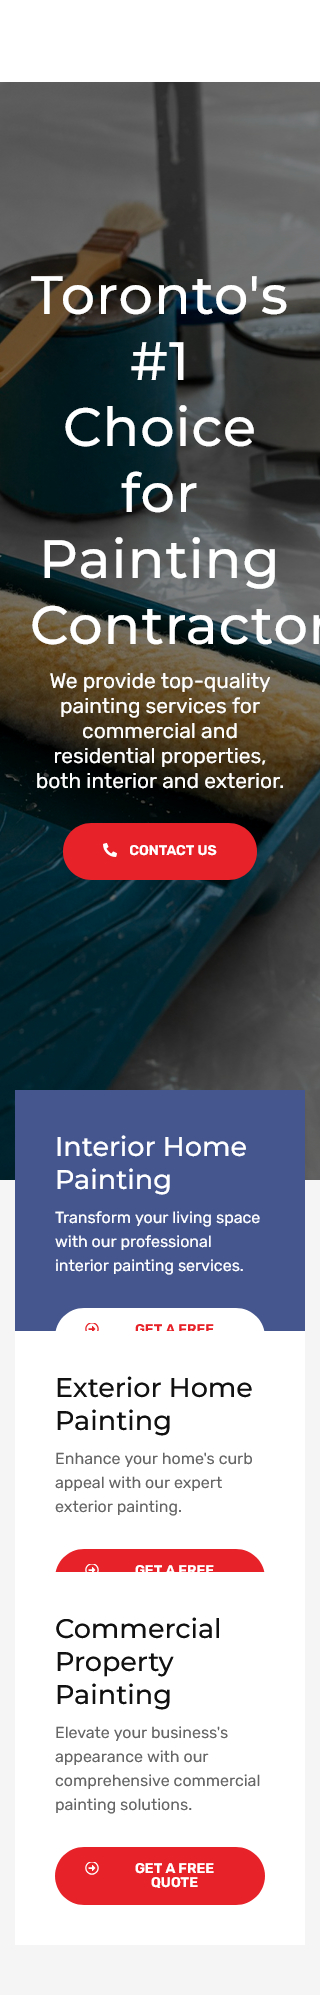 Toronto's
#1
Choice
for
Painting
Contractor
We provide top-quality
painting services for
commercial and
residential properties,
both interior and exterior.
CONTACT US
Interior Home
Painting
Transform your living space
with our professional
interior painting services.
GET A FREE
Exterior Home
Painting
Enhance your home's curb
appeal with our expert
exterior painting.
GET A FREE
Commercial
Property
Painting
Elevate your business's
appearance with our
comprehensive commercial
painting solutions.
GET A FREE
QUOTE